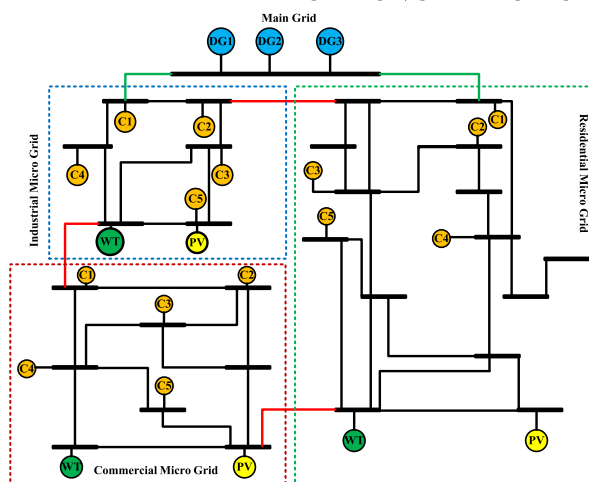 Main Grid
DG1 DG2 DG3
Industrial Micro Grid
C1 C2
C4 C3
C5
WT PV
Residential Micro Grid
C1
C2
C3
C5
C4
WT PV
C1 C2
C3
C4
C5
WT PV
Commercial Micro Grid